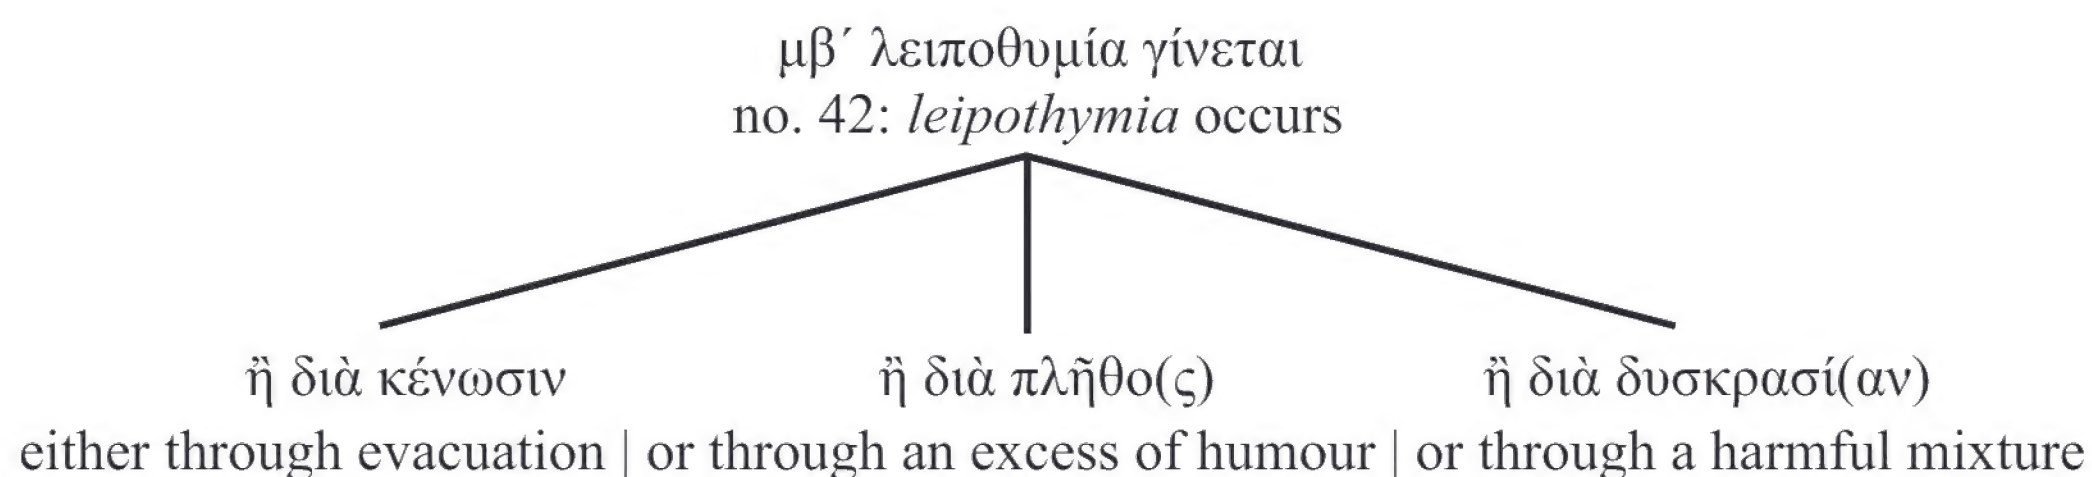 μβ´ λειποθυμία γίνεται
no. 42: leipothymia occurs
ἢ διὰ κένωσιν ἢ διὰ πλῆθο(ς) ἢ διὰ δυσκρασί(αν)
either through evacuation | or through an excess of humour | or through a harmful mixture